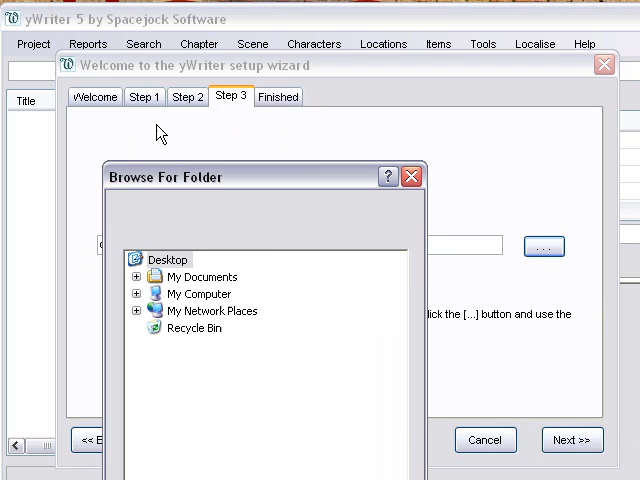 yWriter 5 by Spacejock Software
Project Reports Search Chapter Scene Characters Locations Items Tools Localise Help
Welcome to the yWriter setup wizard
Title
Welcome Step 1 Step 2 Step 3 Finished
Browse For Folder
?
...
Desktop
My Documents
My Computer
My Network Places
Recycle Bin
lick the [...] button and use the
<<
Cancel
Next >>